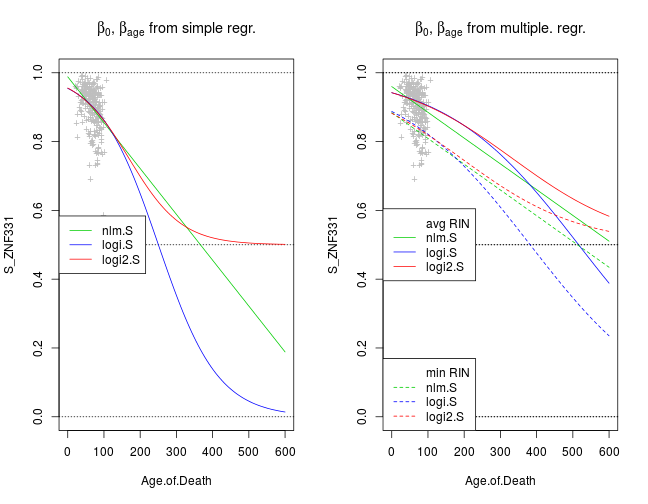 β0, βage from simple regr.
S_ZNF331
1.0
0.8
0.6
0.4
0.2
0.0
nlm.S
logi.S
logi2.S
0 100 200 300 400 500 600
Age.of.Death
β0, βage from multiple. regr.
S_ZNF331
1.0
0.8
0.6
0.4
0.2
0.0
avg RIN
nlm.S
logi.S
logi2.S
min RIN
nlm.S
logi.S
logi2.S
0 100 200 300 400 500 600
Age.of.Death